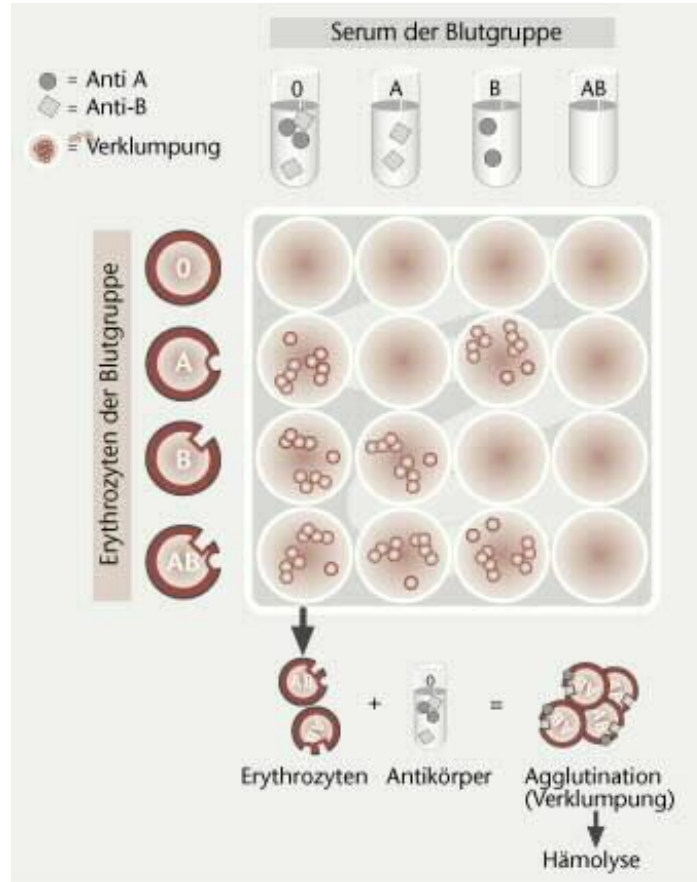 Serum der Blutgruppe
= Anti A
= Anti-B
= Verklumpung
0 A B AB
Erythrozyten der Blutgruppe
0
A
B
AB
+ 0 =
Erythrozyten Antikörper Agglutination
(Verklumpung)
Hämolyse